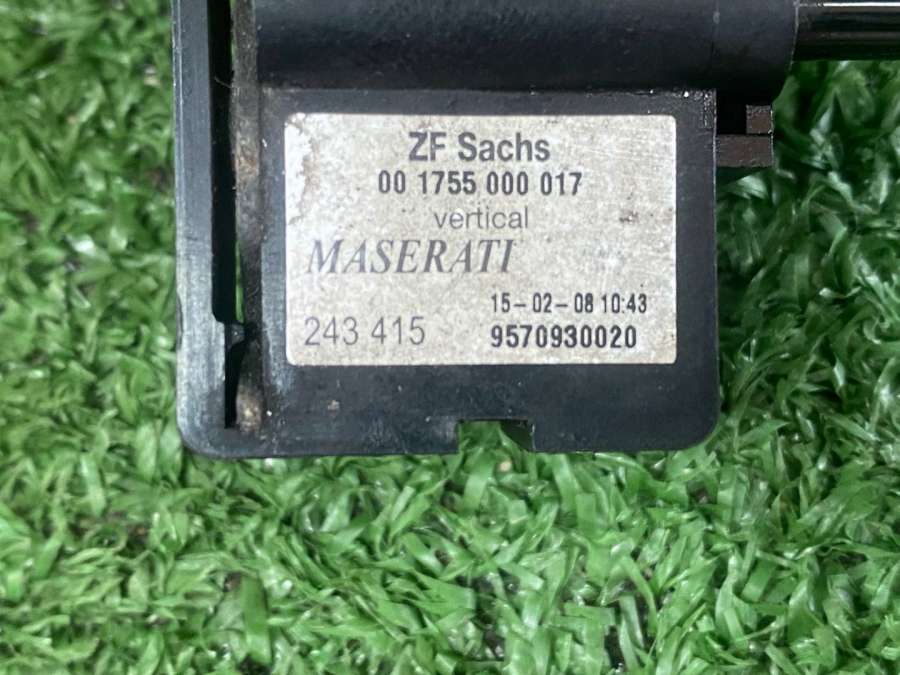 ZF Sachs
00 1755 000 017
vertical
MASERATI
15-02-08 10:43
243 415
9570930020